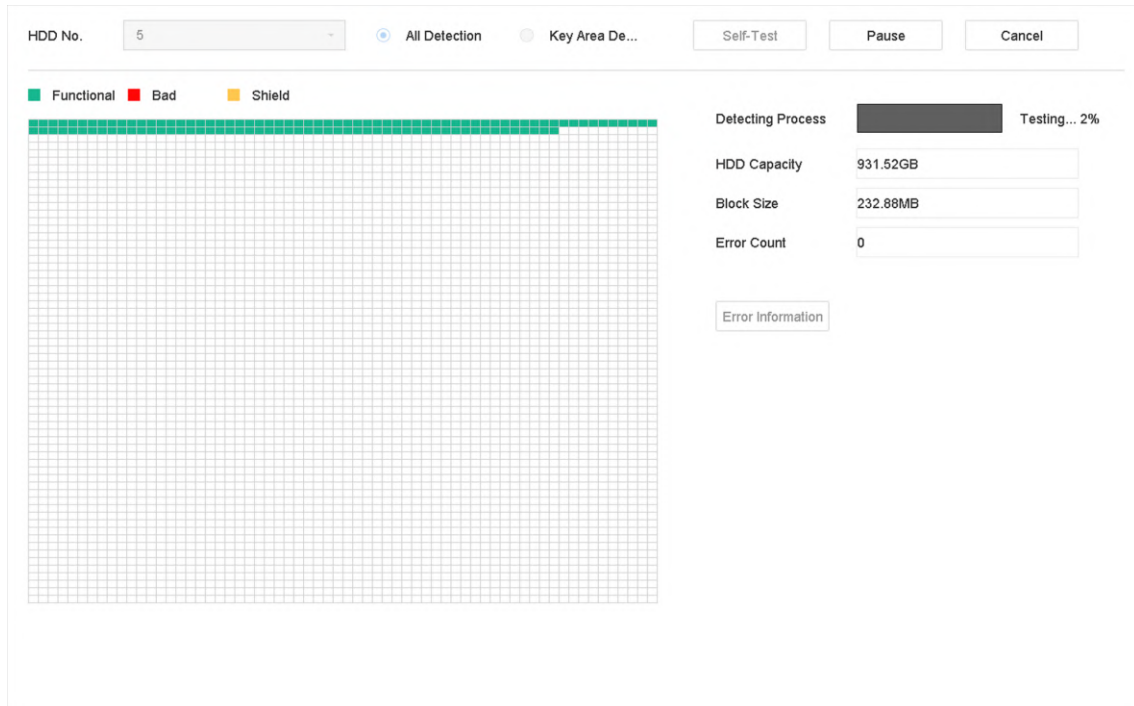 HDD No. 5 All Detection Key Area De... Self-Test Pause Cancel
Functional Bad Shield
Detecting Process Testing... 2%
HDD Capacity 931.52GB
Block Size 232.88MB
Error Count 0
Error Information